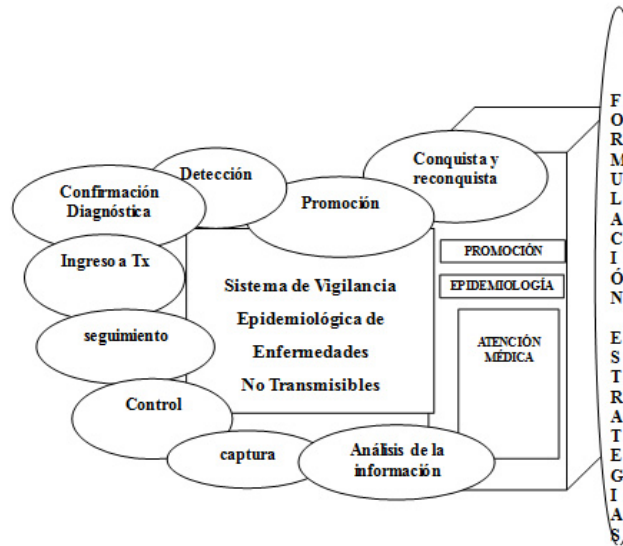 Conquista y
reconquista
Detección
Promoción
Confirmación
Diagnóstica
Ingreso a Tx
seguimiento
Control
captura
Análisis de la
información
Sistema de Vigilancia
Epidemiológica de
Enfermedades
No Transmisibles
PROMOCIÓN
EPIDEMIOLOGÍA
ATENCIÓN
MÉDICA
F
O
R
M
U
L
A
C
I
Ó
N
E
S
T
R
A
T
E
G
I
A
S